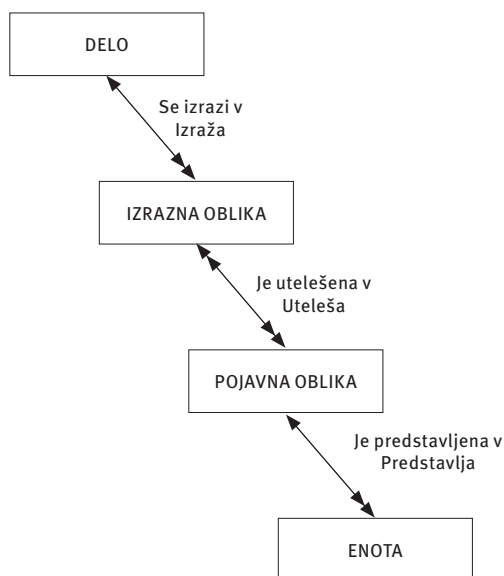 DELO
Se izrazi v
Izraža
IZRAZNA OBLIKA
Je utelešena v
Uteleša
POJAVNA OBLIKA
Je predstavljena v
Predstavlja
ENOTA